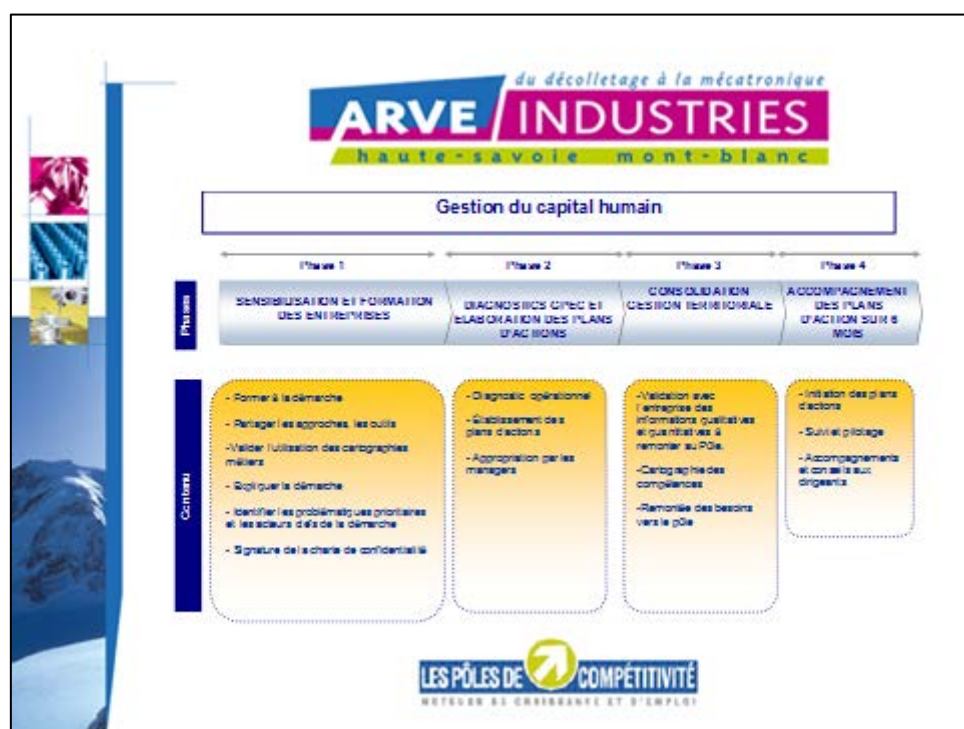 du décolletage à la mécatronique
ARVE INDUSTRIES
haute-savoie mont-blanc
Gestion du capital humain
Phase 1
Phase 2
Phase 3
Phase 4
Phases
SENSIBILISATION ET FORMATION
DES ENTREPRISES
DIAGNOSTICS GPEC ET
ELABORATION DES PLANS
D'ACTIONS
CONSOLIDATION
GESTION TERRITORIALE
ACCOMPAGNEMENT
DES PLANS
D'ACTION SUR 6
MOIS
Contenu
- Former à la démarche
- Partager les approches, les outils
-Valider l'utilisation des cartographies
métiers
- Expliquer la démarche
- Identifier les problématiques prioritaires
et les acteurs clefs de la démarche
- Signature de la charte de confidentialité
- Diagnostic opérationnel
- Etablissement des
plans d'actions
- Appropriation par les
managers
-Validation avec
l'entreprise des
informations qualitatives
et quantitatives à
remonter au Pôle.
-Cartographie des
compétences
-Remontée des besoins
vers le pôle
- Initiation des plans
d'actions
- Suivi et pilotage
- Accompagnements
et conseils aux
dirigeants
LES PÔLES DE COMPÉTITIVITÉ
MOTEURS DE CROISSANCE ET D'EMPLOI